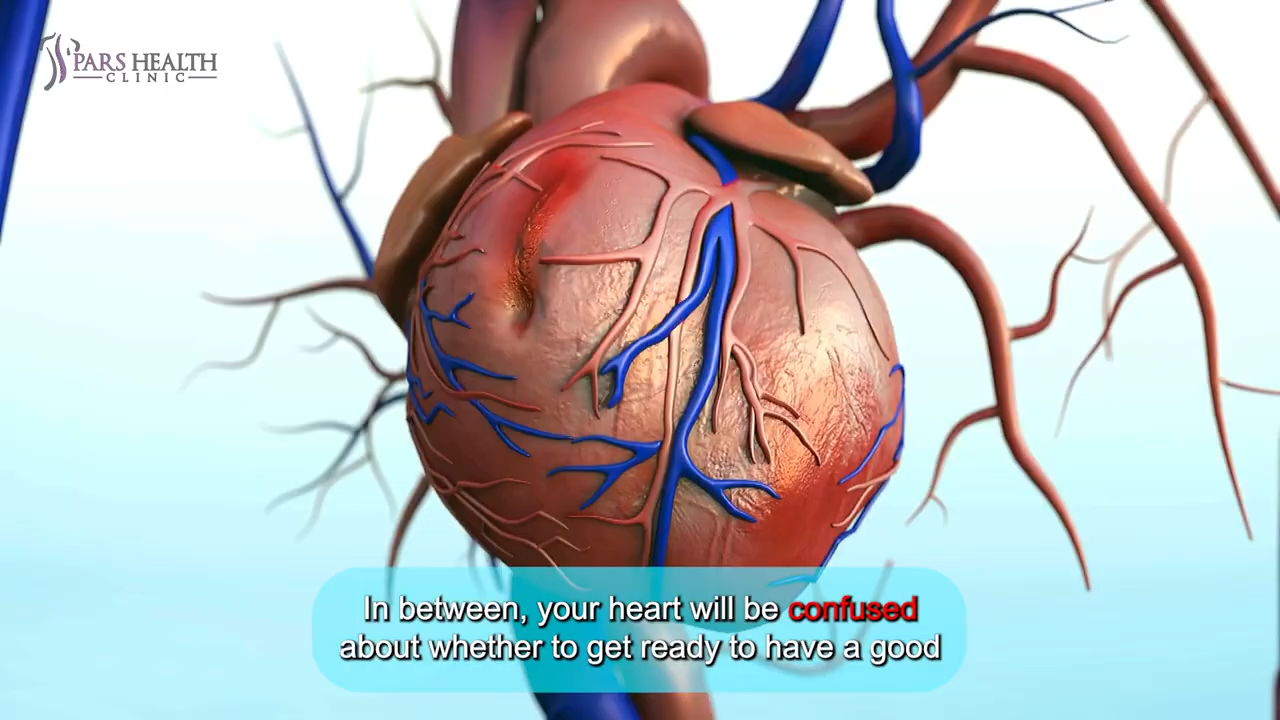 PARS HEALTH
CLINIC
In between, your heart will be confused
about whether to get ready to have a good